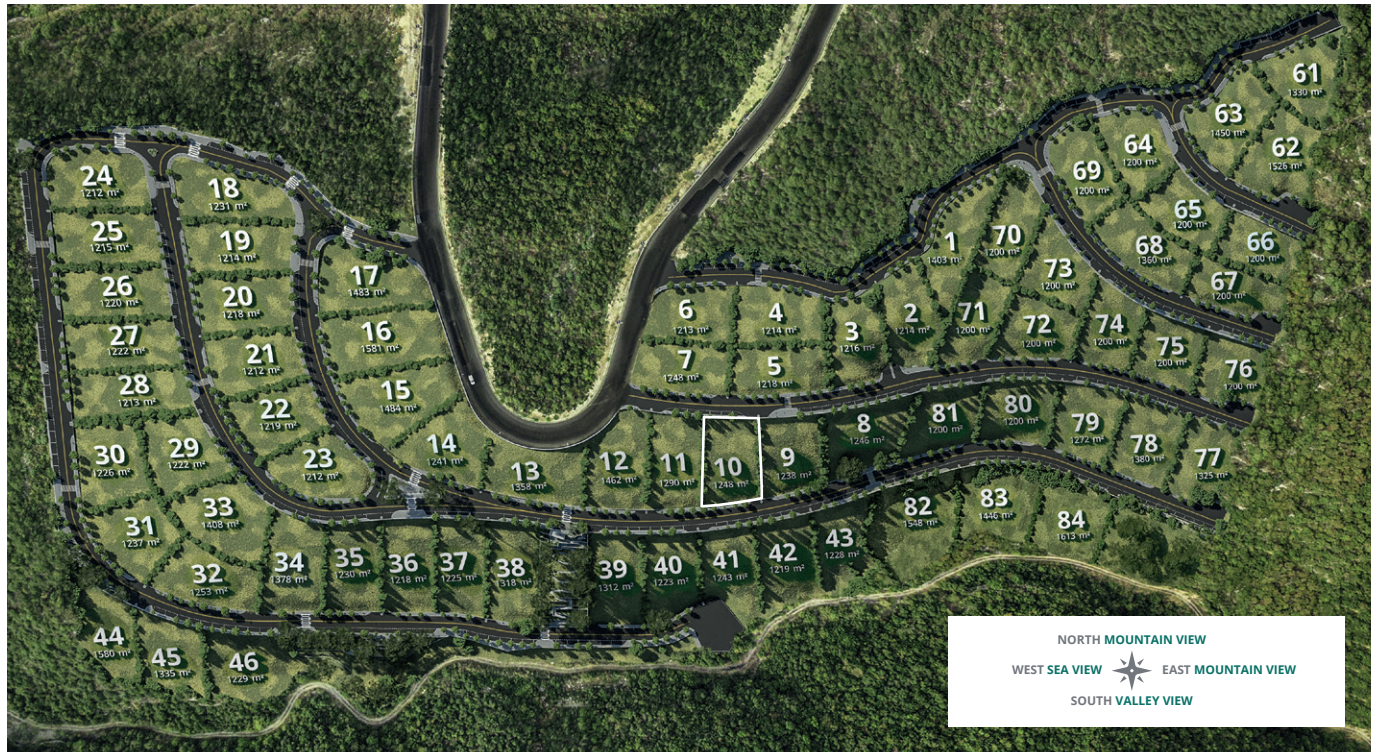 61
1330 m²
63
1450 m²
62
1526 m²
64
1200 m²
69
1200 m²
65
1200 m²
66
1200 m²
68
1360 m²
67
1200 m²
24
1212 m²
18
1231 m²
25
1215 m²
19
1214 m²
17
1483 m²
26
1220 m²
20
1218 m²
16
1581 m²
27
1222 m²
21
1212 m²
15
1484 m²
28
1213 m²
22
1219 m²
14
1241 m²
30
1226 m²
29
1222 m²
23
1212 m²
13
1358 m²
33
1408 m²
31
1237 m²
32
1253 m²
34
1378 m²
35
1230 m²
36
1218 m²
37
1225 m²
38
318 m²
44
1580 m²
45
1335 m²
46
1229 m²
1
1403 m²
70
1200 m²
73
1200 m²
6
1213 m²
4
1214 m²
3
1216 m²
2
1214 m²
71
1200 m²
72
1200 m²
74
1200 m²
75
1200 m²
76
1200 m²
7
1248 m²
5
1218 m²
12
1462 m²
11
1290 m²
10
1248 m²
9
1238 m²
8
1246 m²
81
1200 m²
80
1200 m²
79
1272 m²
78
1380 m²
77
1325 m²
39
1312 m²
40
1223 m²
41
1243 m²
42
1219 m²
43
1228 m²
82
1548 m²
83
1446 m²
84
1613 m²
NORTH MOUNTAIN VIEW
WEST SEA VIEW EAST MOUNTAIN VIEW
SOUTH VALLEY VIEW